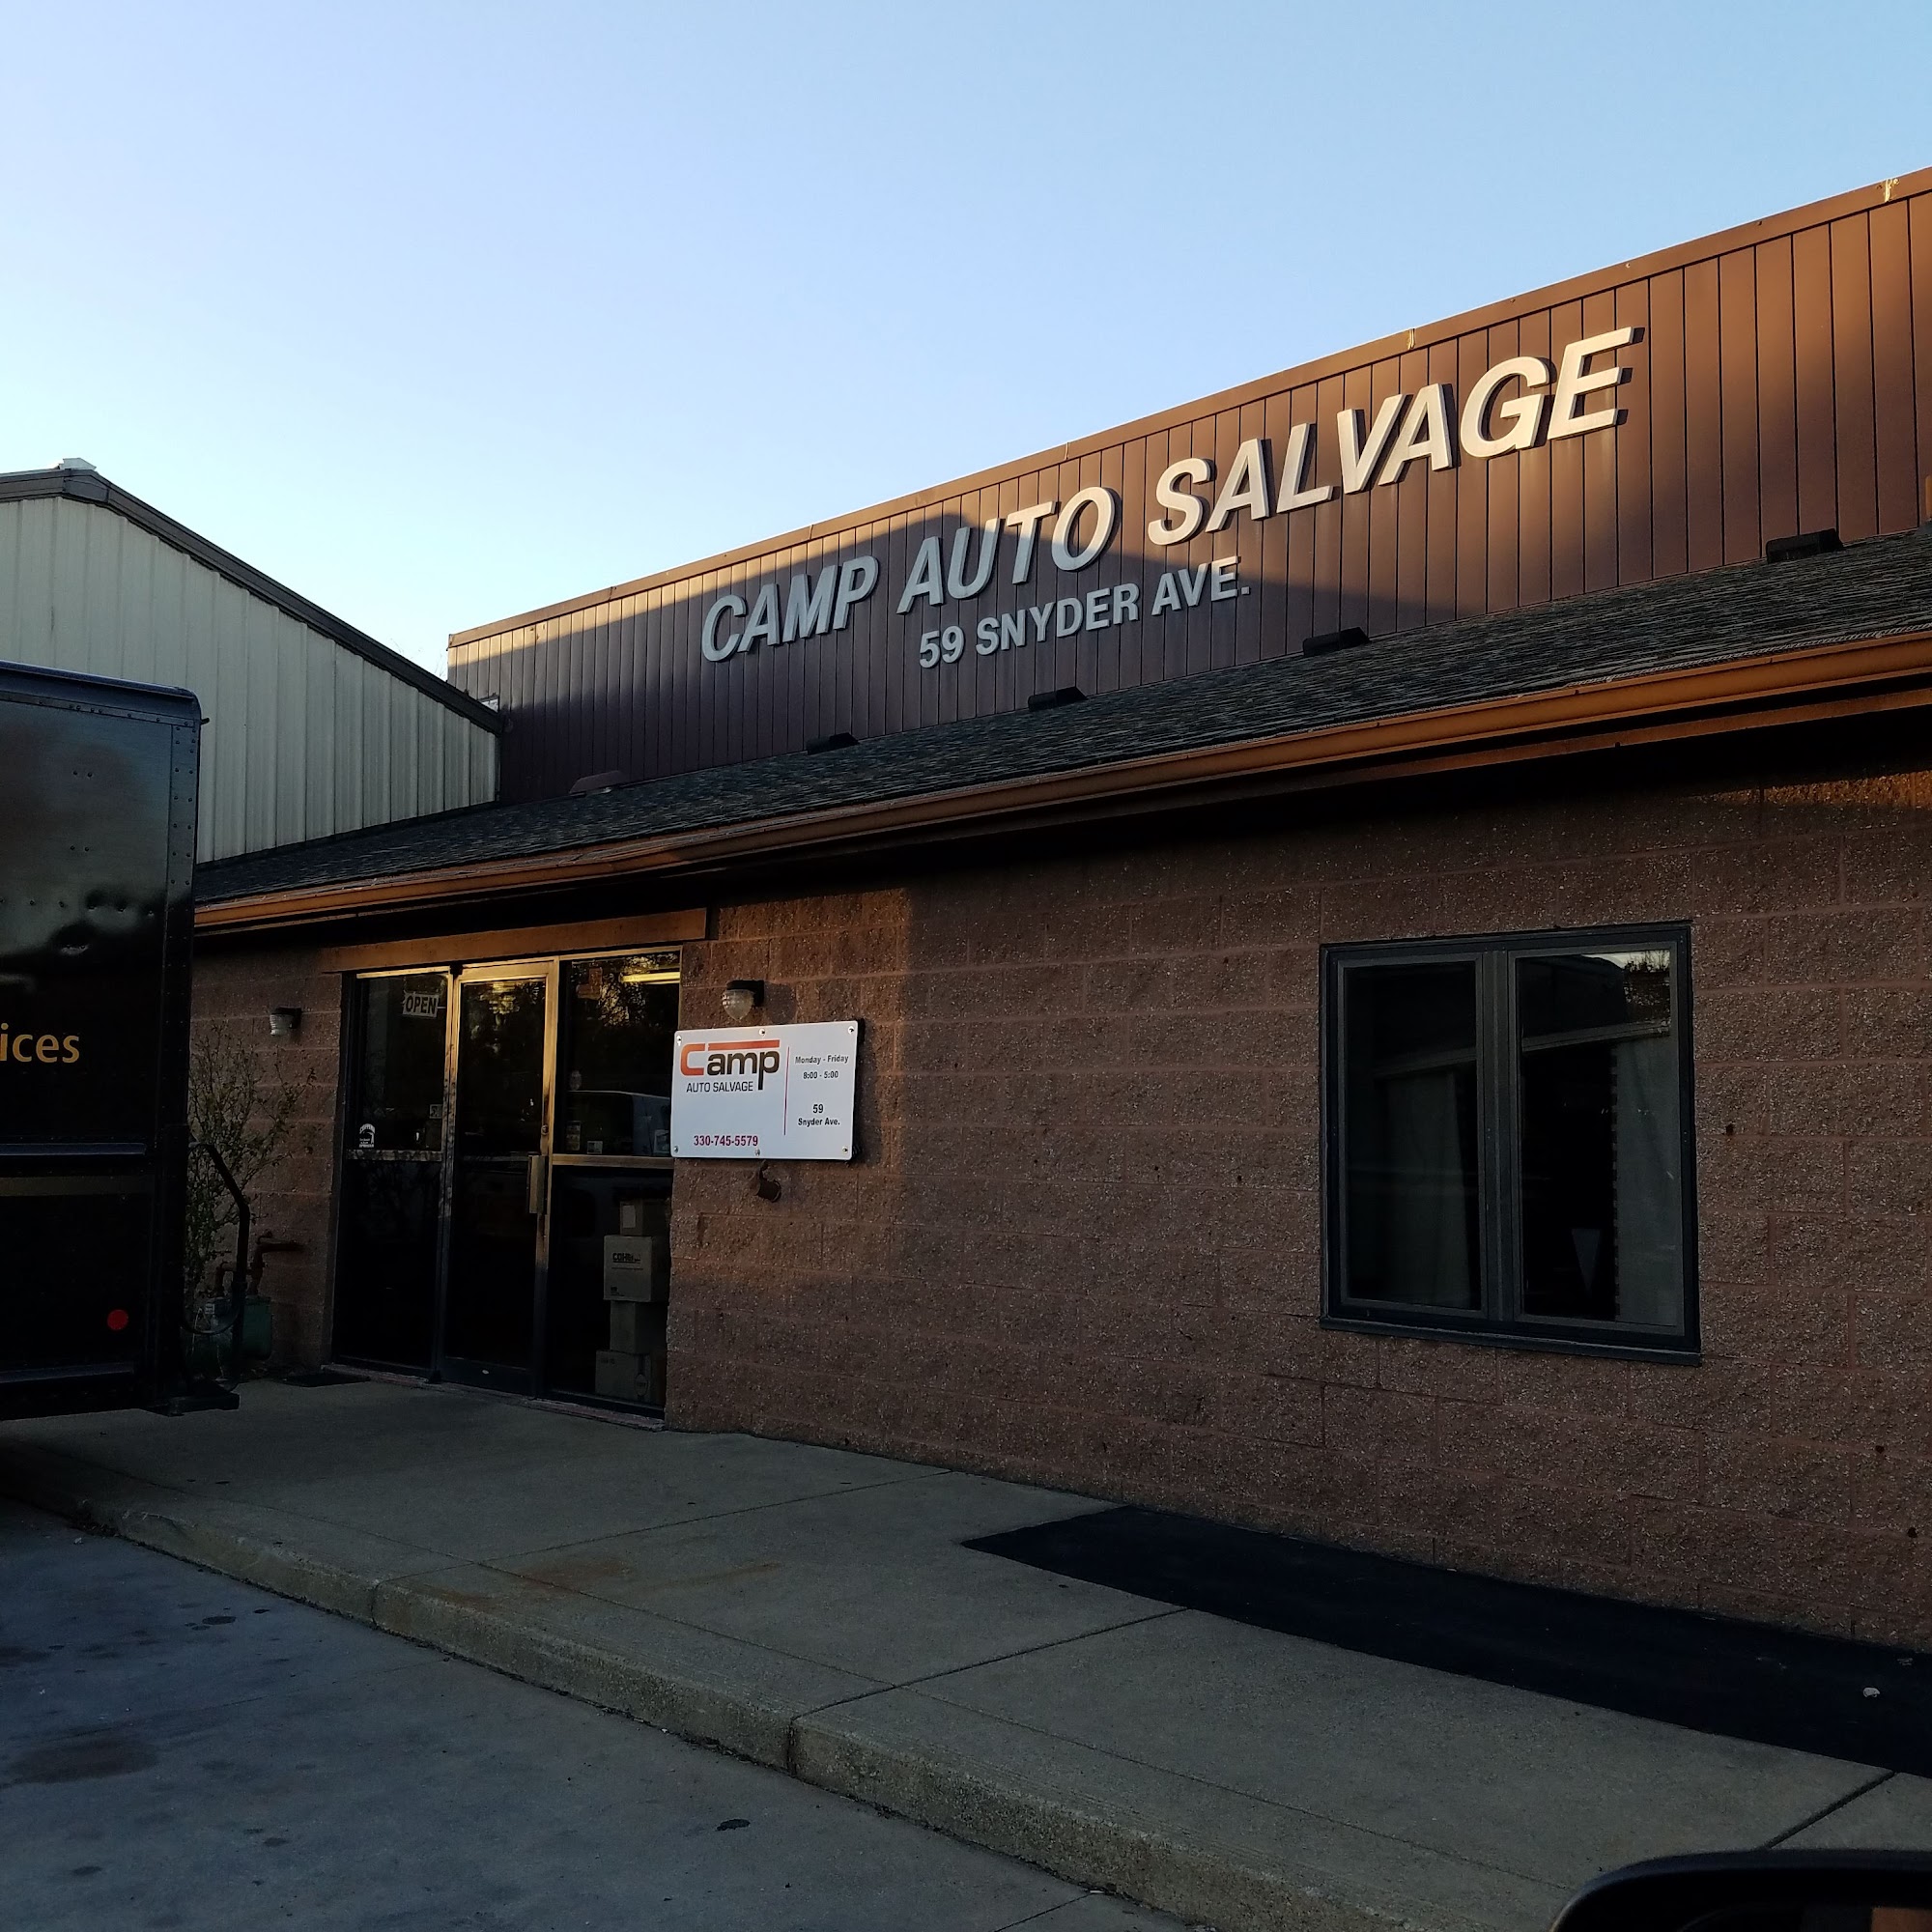 CAMP AUTO SALVAGE
59 SNYDER AVE.
ices
OPEN
Camp
AUTO SALVAGE
330-745-5579
Monday - Friday
8:00 - 5:00
59
Snyder Ave.